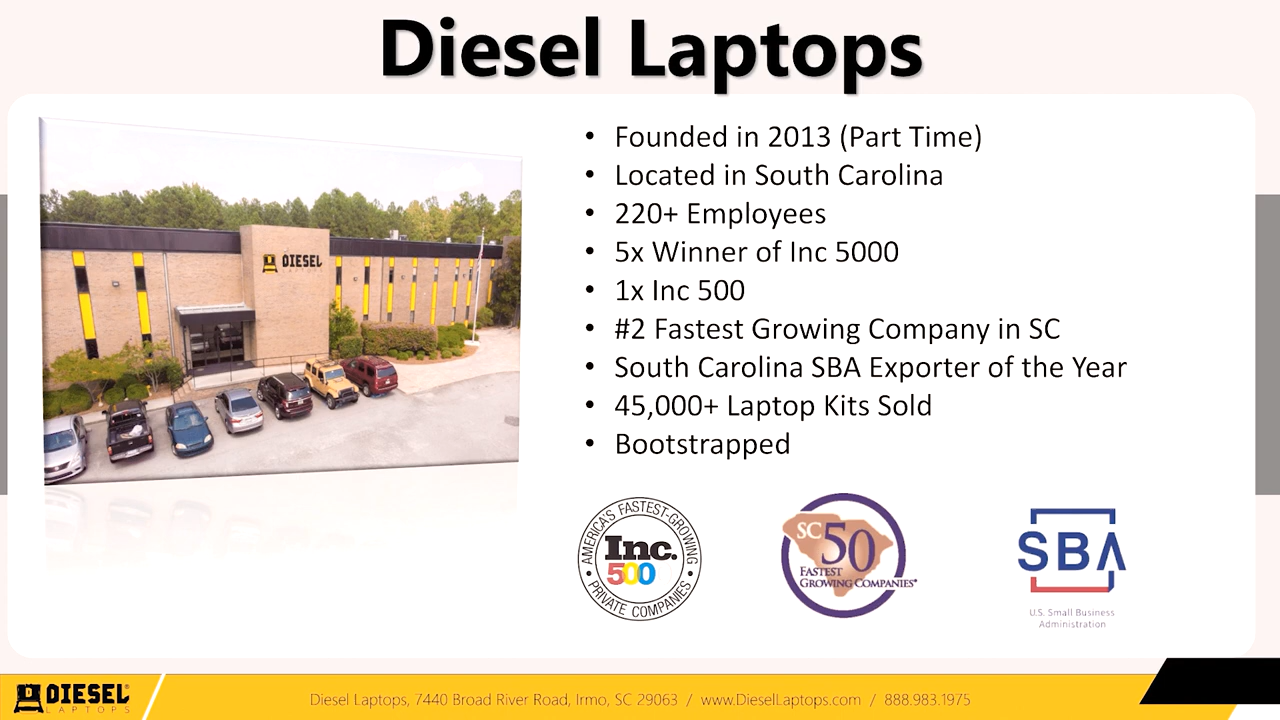 Diesel Laptops
DIESEL
LAPTOPS
• Founded in 2013 (Part Time)
• Located in South Carolina
• 220+ Employees
• 5x Winner of Inc 5000
• 1x Inc 500
• #2 Fastest Growing Company in SC
• South Carolina SBA Exporter of the Year
• 45,000+ Laptop Kits Sold
• Bootstrapped
AMERICA'S FASTEST-GROWING
Inc.
500
• PRIVATE COMPANIES •
SC 50
FASTEST
GROWING COMPANIES*
SBA
U.S. Small Business
Administration
DIESEL®
LAPTOPS
Diesel Laptops, 7440 Broad River Road, Irmo, SC 29063 / www.DieselLaptops.com / 888.983.1975